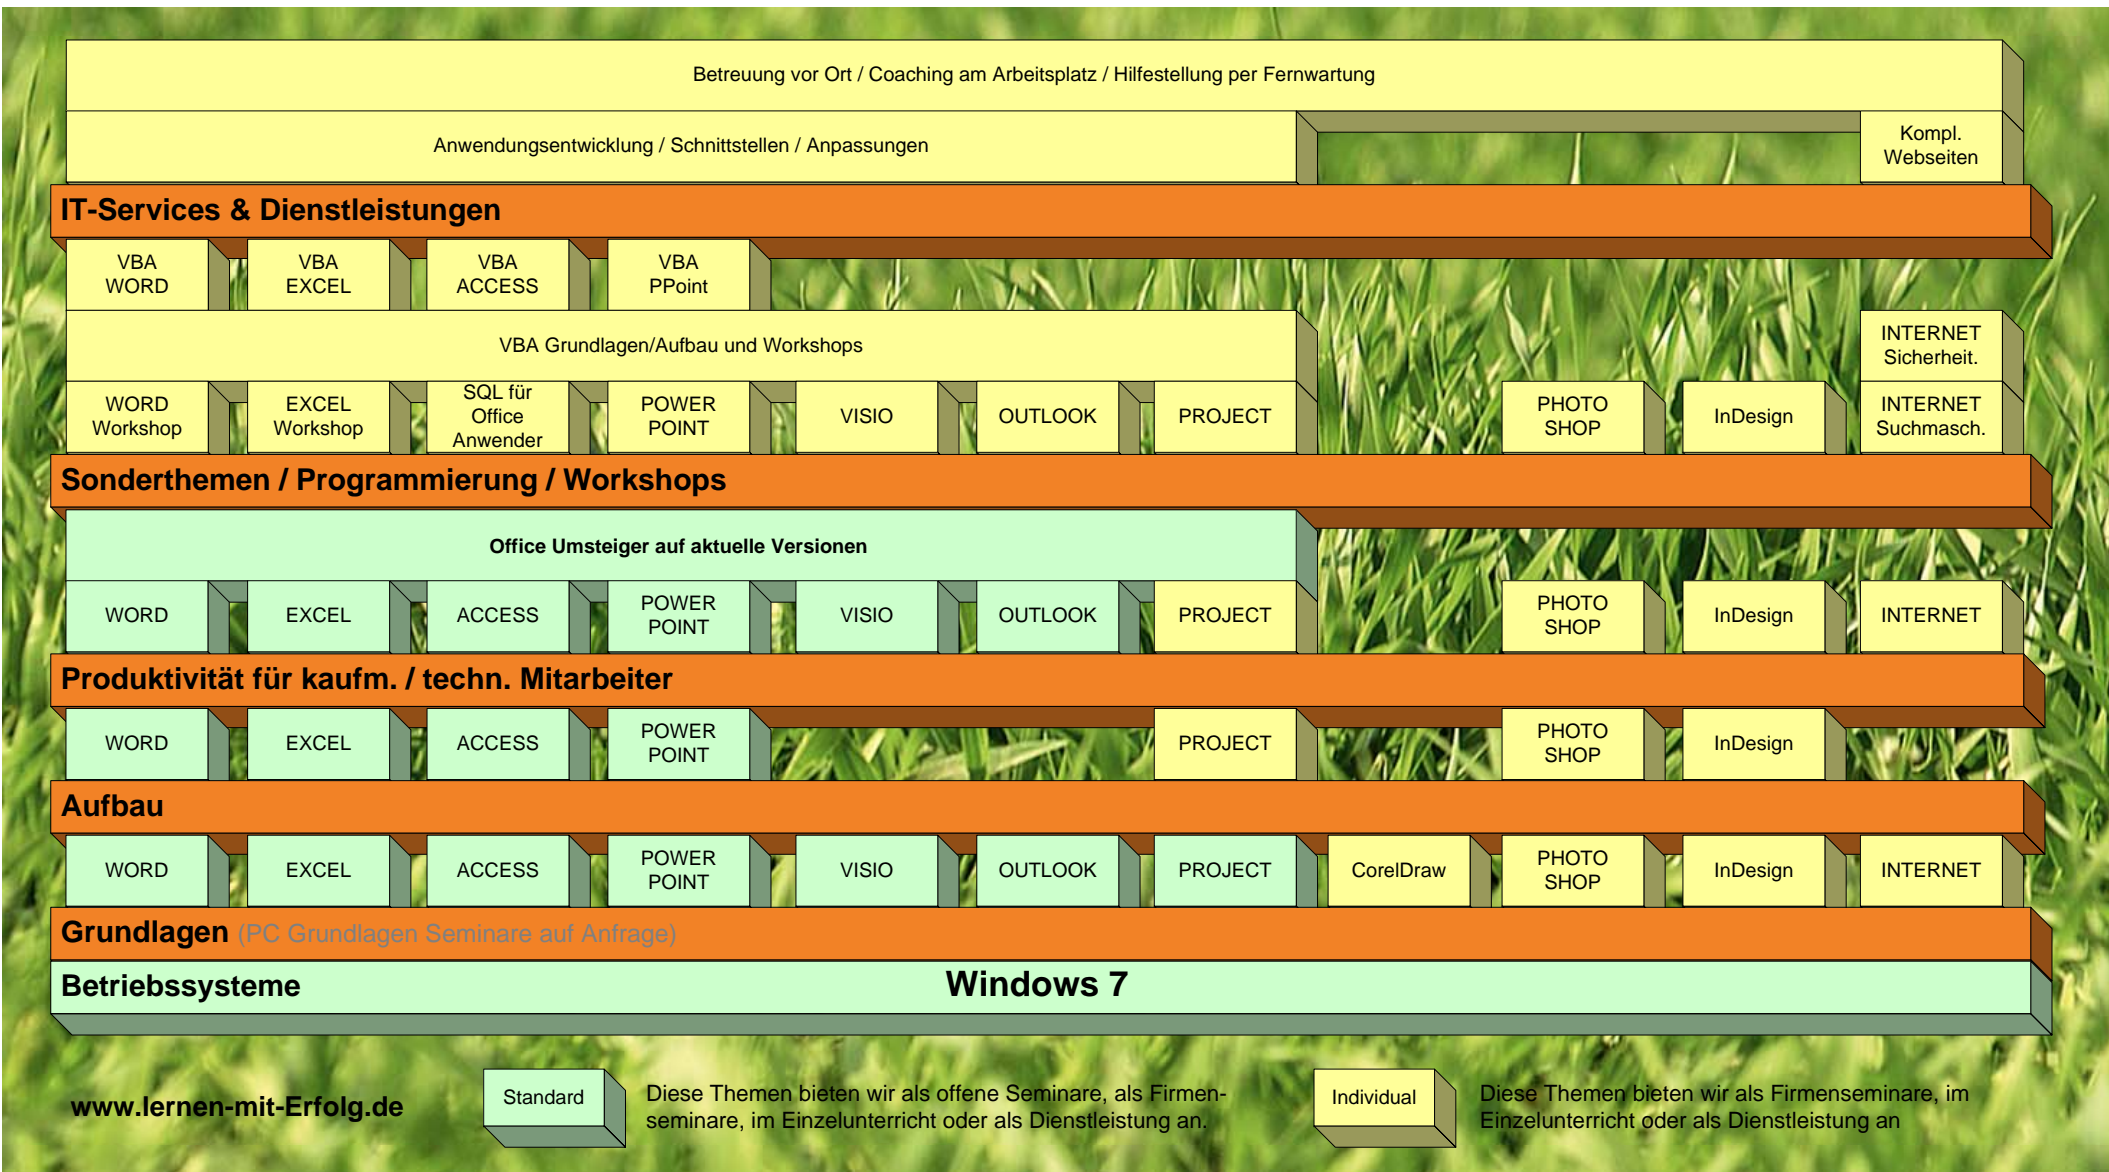 Betreuung vor Ort / Coaching am Arbeitsplatz / Hilfestellung per Fernwartung
Anwendungsentwicklung / Schnittstellen / Anpassungen
Kompl.
Webseiten
IT-Services & Dienstleistungen
VBA
WORD
VBA
EXCEL
VBA
ACCESS
VBA
PPoint
VBA Grundlagen/Aufbau und Workshops
INTERNET
Sicherheit.
WORD
Workshop
EXCEL
Workshop
SQL für
Office
Anwender
POWER
POINT
VISIO
OUTLOOK
PROJECT
PHOTO
SHOP
InDesign
INTERNET
Suchmasch.
Sonderthemen / Programmierung / Workshops
Office Umsteiger auf aktuelle Versionen
WORD
EXCEL
ACCESS
POWER
POINT
VISIO
OUTLOOK
PROJECT
PHOTO
SHOP
InDesign
INTERNET
Produktivität für kaufm. / techn. Mitarbeiter
WORD
EXCEL
ACCESS
POWER
POINT
PROJECT
PHOTO
SHOP
InDesign
Aufbau
WORD
EXCEL
ACCESS
POWER
POINT
VISIO
OUTLOOK
PROJECT
CorelDraw
PHOTO
SHOP
InDesign
INTERNET
Grundlagen (PC Grundlagen Seminare auf Anfrage)
Betriebssysteme Windows 7
www.lernen-mit-Erfolg.de
Standard
Diese Themen bieten wir als offene Seminare, als Firmen-
seminare, im Einzelunterricht oder als Dienstleistung an.
Individual
Diese Themen bieten wir als Firmenseminare, im
Einzelunterricht oder als Dienstleistung an